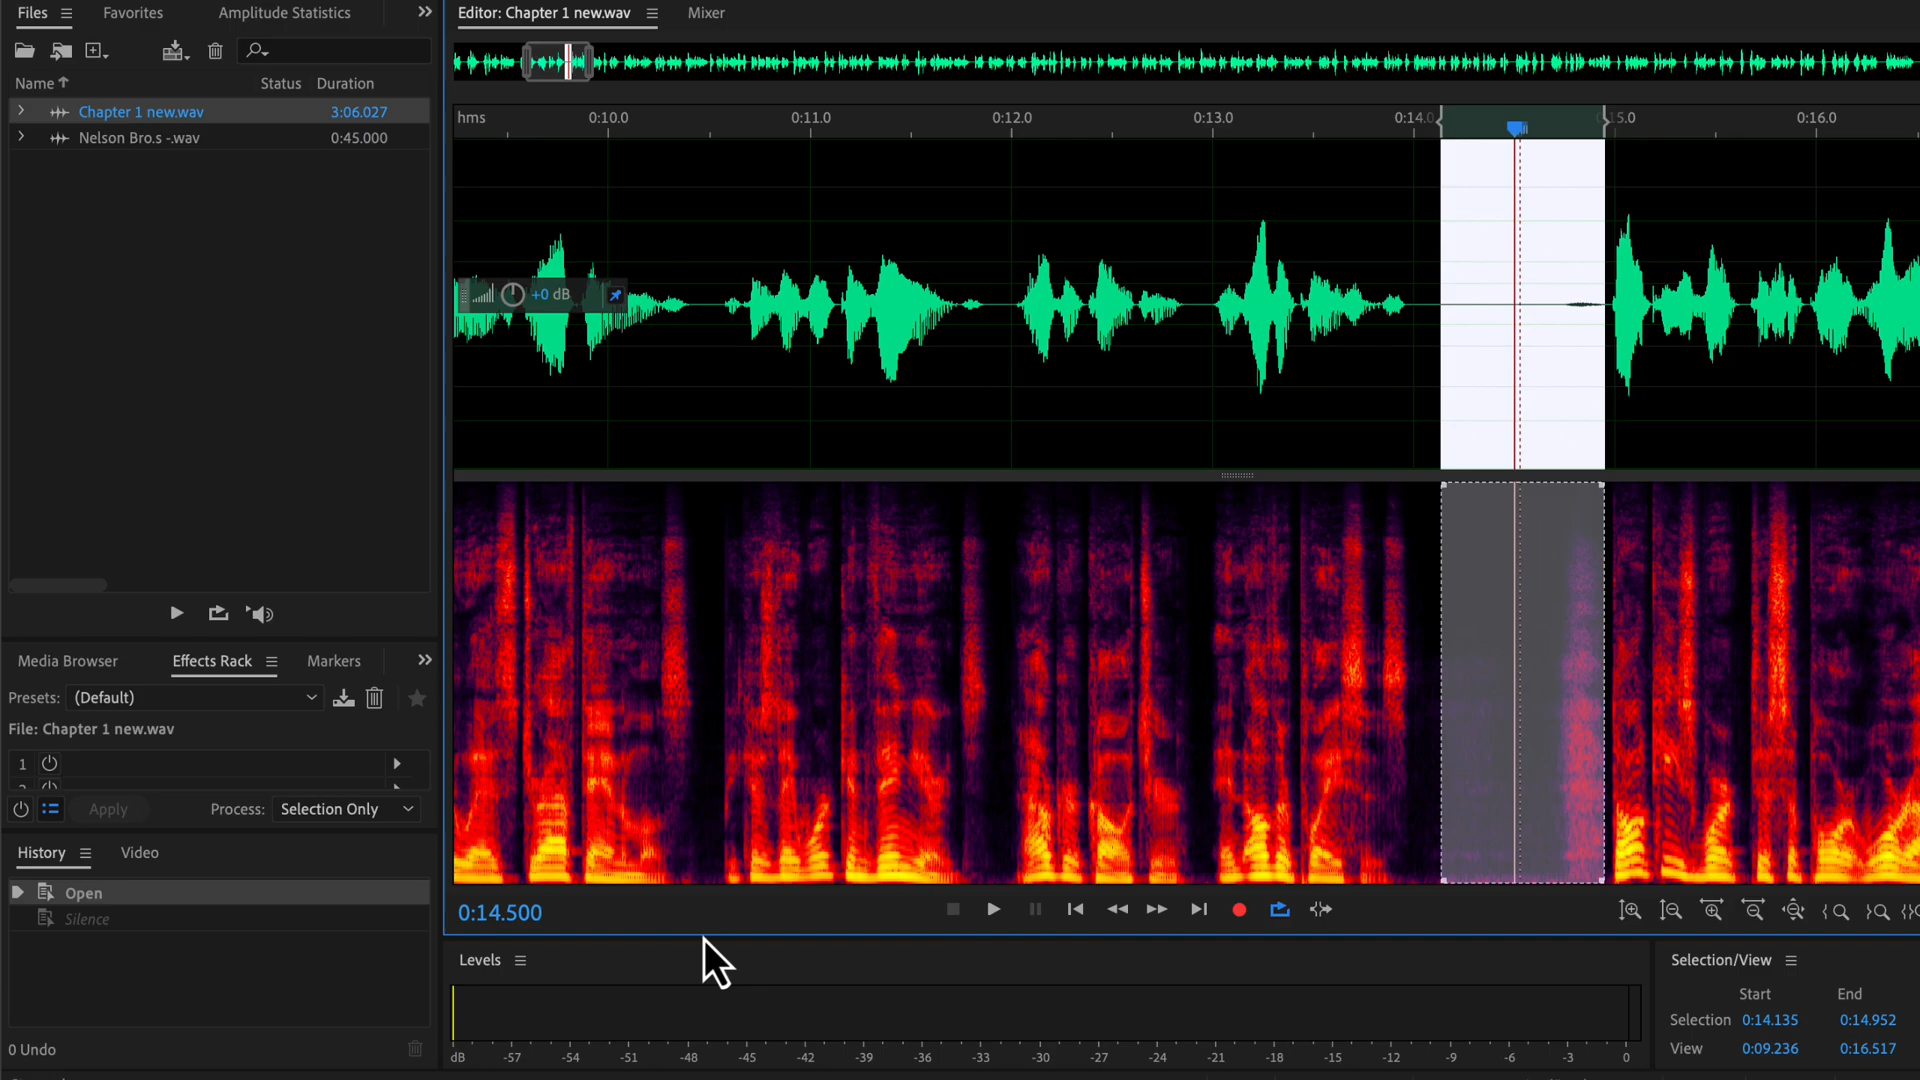 Files
Favorites
Amplitude Statistics
Editor: Chapter 1 new.wav
Mixer
Name
Status
Duration
Chapter 1 new.wav
3:06.027
Nelson Bro.s -.wav
0:45.000
hms
0:10.0
0:11.0
0:12.0
0:13.0
0:14.0
15.0
0:16.0
+0 dB
Media Browser
Effects Rack
Markers
Presets:
(Default)
File: Chapter 1 new.wav
1
Apply
Process:
Selection Only
History
Video
Open
Silence
0 Undo
0:14.500
Levels
dB
-57
-54
-51
-48
-45
-42
-39
-36
-33
-30
-27
-24
-21
-18
-15
-12
-9
-6
-3
0
Selection/View
Start
End
Selection
0:14.135
0:14.952
View
0:09.236
0:16.517